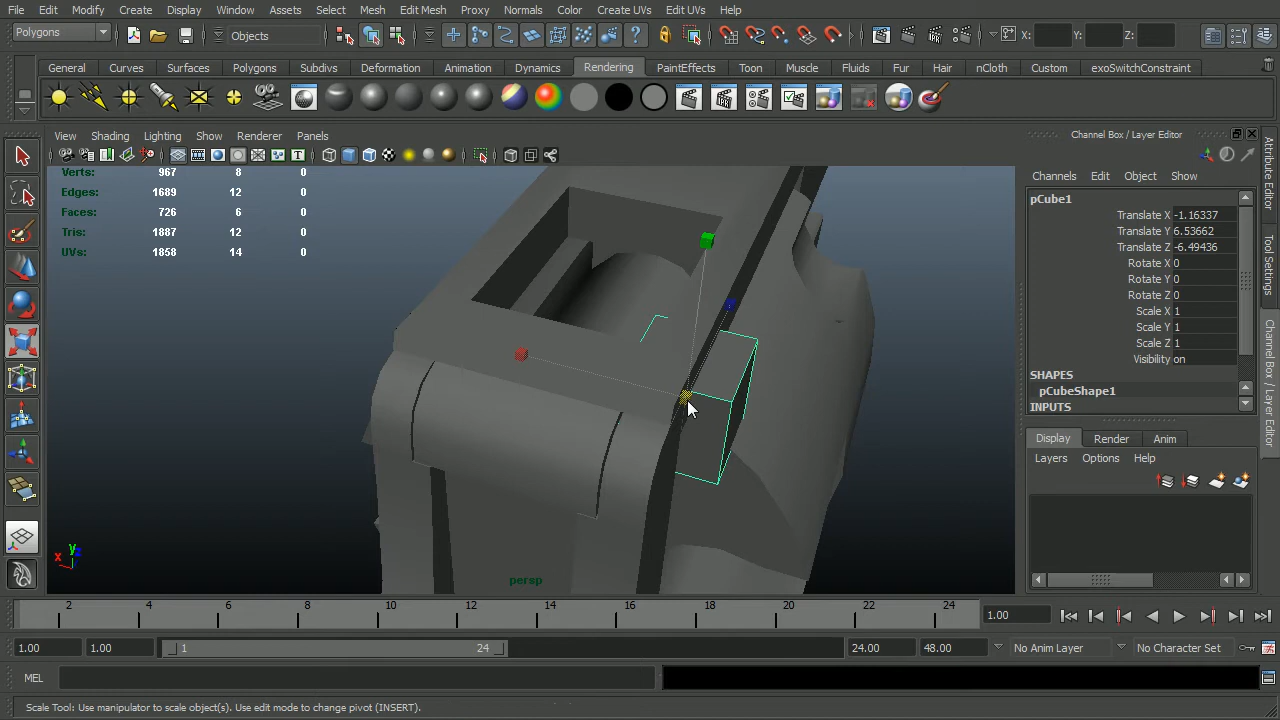 File Edit Modify Create Display Window Assets Select Mesh Edit Mesh Proxy Normals Color Create UVs Edit UVs Help
Polygons Objects X: Y: Z:
General Curves Surfaces Polygons Subdivs Deformation Animation Dynamics Rendering PaintEffects Toon Muscle Fluids Fur Hair nCloth Custom exoSwitchConstraint
View Shading Lighting Show Renderer Panels
Channel Box / Layer Editor
Channels Edit Object Show
Verts: 967 8 0
Edges: 1689 12 0
Faces: 726 6 0
Tris: 1887 12 0
UVs: 1858 14 0
pCube1
Translate X -1.16337
Translate Y 6.53662
Translate Z -6.49436
Rotate X 0
Rotate Y 0
Rotate Z 0
Scale X 1
Scale Y 1
Scale Z 1
Visibility on
SHAPES
pCubeShape1
INPUTS
Display Render Anim
Layers Options Help
Attribute Editor
Tool Settings
Channel Box / Layer Editor
x y z
persp
2 4 6 8 10 12 14 16 18 20 22 24
1.00
1.00 1.00 1 24 24.00 48.00 No Anim Layer No Character Set
MEL
Scale Tool: Use manipulator to scale object(s). Use edit mode to change pivot (INSERT).